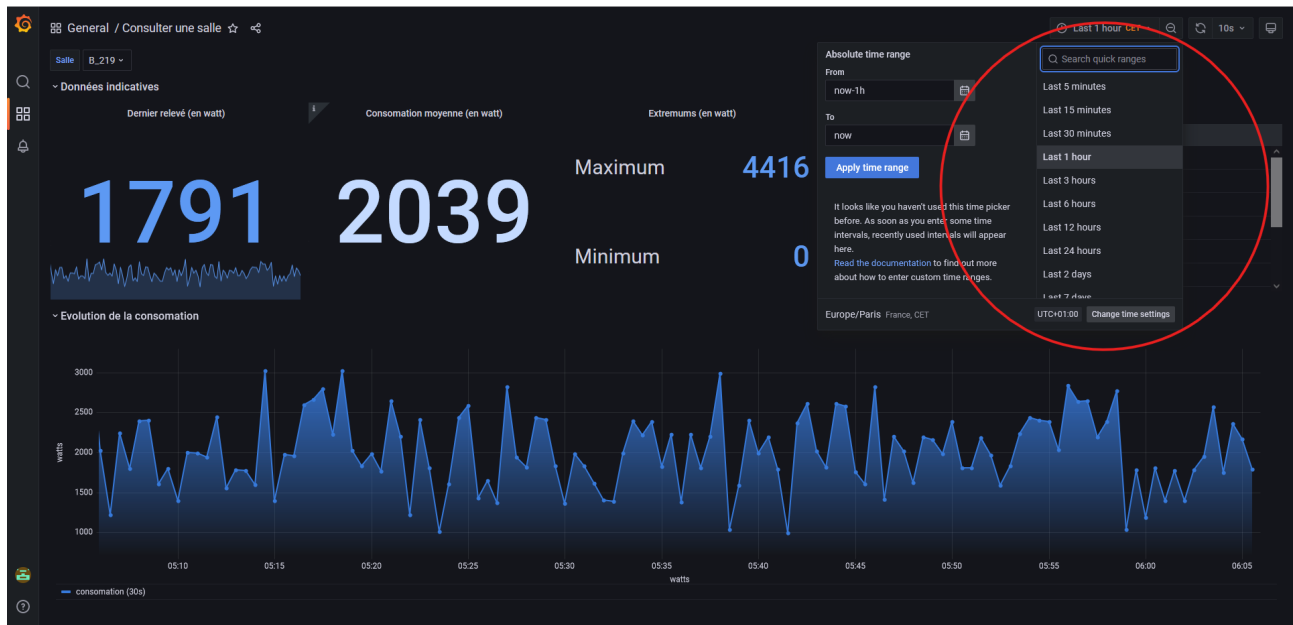 General / Consulter une salle
Last 1 hour CET
10s
Salle B_219
Données indicatives
Dernier relevé (en watt)
i
Consomation moyenne (en watt)
Extremums (en watt)
1791
2039
Maximum 4416
Minimum 0
Absolute time range
From
now-1h
To
now
Apply time range
It looks like you haven't used this time picker
before. As soon as you enter some time
intervals, recently used intervals will appear
here.
Read the documentation to find out more
about how to enter custom time ranges.
Search quick ranges
Last 5 minutes
Last 15 minutes
Last 30 minutes
Last 1 hour
Last 3 hours
Last 6 hours
Last 12 hours
Last 24 hours
Last 2 days
Last 7 days
Europe/Paris France, CET
UTC+01:00 Change time settings
Evolution de la consomation
3000
2500
2000
1500
1000
watts
05:10 05:15 05:20 05:25 05:30 05:35 05:40 05:45 05:50 05:55 06:00 06:05
watts
consomation (30s)